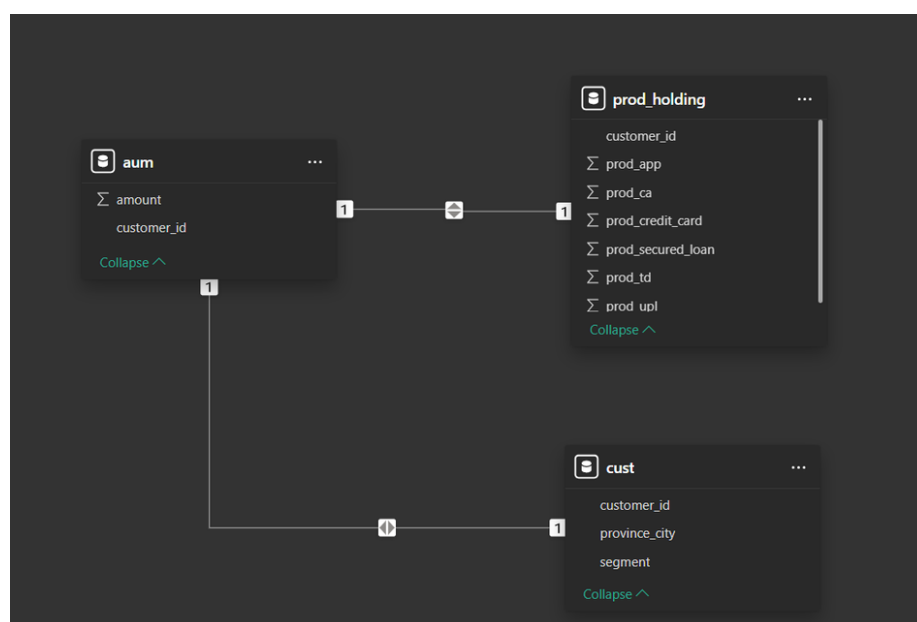 aum
...
amount
customer_id
Collapse
1
1
prod_holding
...
customer_id
prod_app
prod_ca
prod_credit_card
prod_secured_loan
prod_td
prod_upl
Collapse
1
1
cust
...
customer_id
province_city
segment
Collapse